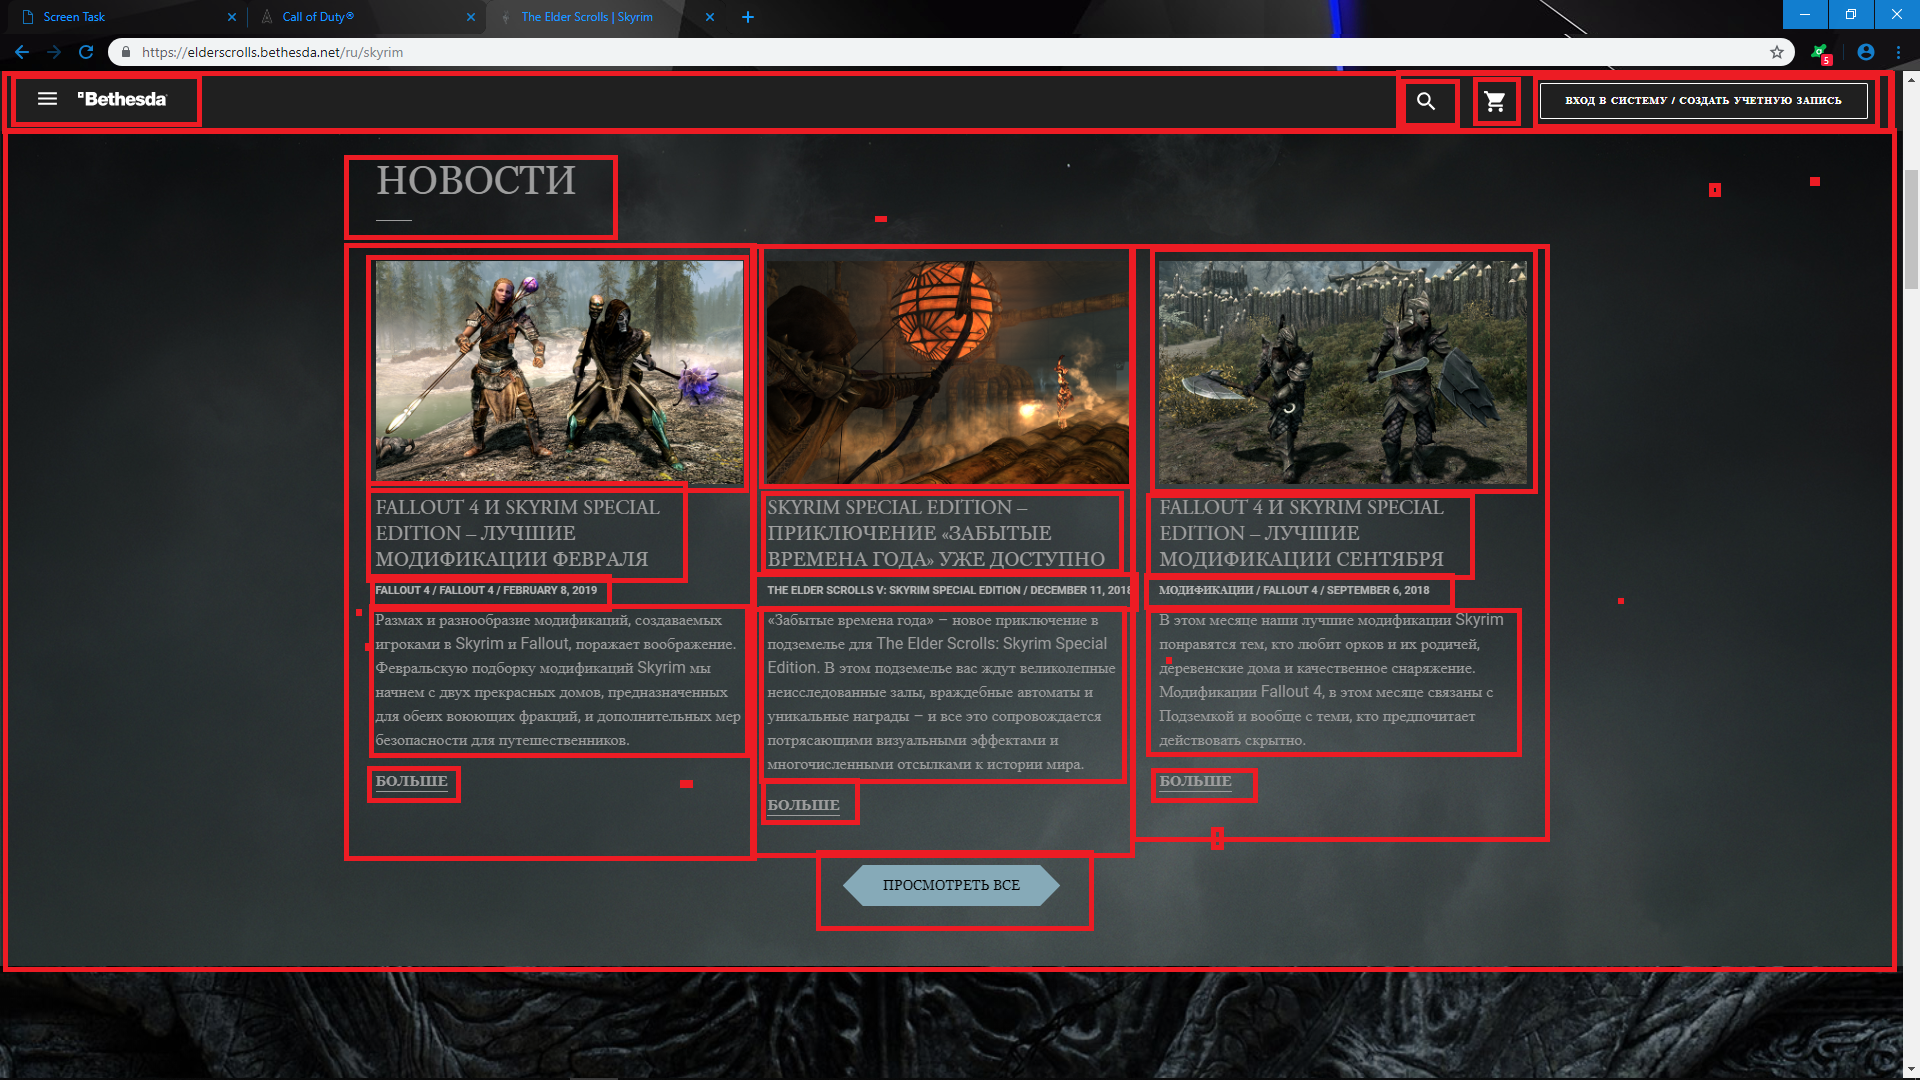 Screen Task
Call of Duty®
The Elder Scrolls | Skyrim
https://elderscrolls.bethesda.net/ru/skyrim
5
Bethesda
ВХОД В СИСТЕМУ / СОЗДАТЬ УЧЕТНУЮ ЗАПИСЬ
НОВОСТИ
FALLOUT 4 И SKYRIM SPECIAL
EDITION – ЛУЧШИЕ
МОДИФИКАЦИИ ФЕВРАЛЯ
FALLOUT 4 / FALLOUT 4 / FEBRUARY 8, 2019
Размах и разнообразие модификаций, создаваемых
игроками в Skyrim и Fallout, поражает воображение.
Февральскую подборку модификаций Skyrim мы
начнем с двух прекрасных домов, предназначенных
для обеих воюющих фракций, и дополнительных мер
безопасности для путешественников.
БОЛЬШЕ
SKYRIM SPECIAL EDITION –
ПРИКЛЮЧЕНИЕ «ЗАБЫТЫЕ
ВРЕМЕНА ГОДА» УЖЕ ДОСТУПНО
THE ELDER SCROLLS V: SKYRIM SPECIAL EDITION / DECEMBER 11, 2018
«Забытые времена года» – новое приключение в
подземелье для The Elder Scrolls: Skyrim Special
Edition. В этом подземелье вас ждут великолепные
неисследованные залы, враждебные автоматы и
уникальные награды – и все это сопровождается
потрясающими визуальными эффектами и
многочисленными отсылками к истории мира.
БОЛЬШЕ
FALLOUT 4 И SKYRIM SPECIAL
EDITION – ЛУЧШИЕ
МОДИФИКАЦИИ СЕНТЯБРЯ
МОДИФИКАЦИИ / FALLOUT 4 / SEPTEMBER 6, 2018
В этом месяце наши лучшие модификации Skyrim
понравятся тем, кто любит орков и их родичей,
деревенские дома и качественное снаряжение.
Модификации Fallout 4, в этом месяце связаны с
Подземкой и вообще с теми, кто предпочитает
действовать скрытно.
БОЛЬШЕ
ПРОСМОТРЕТЬ ВСЕ